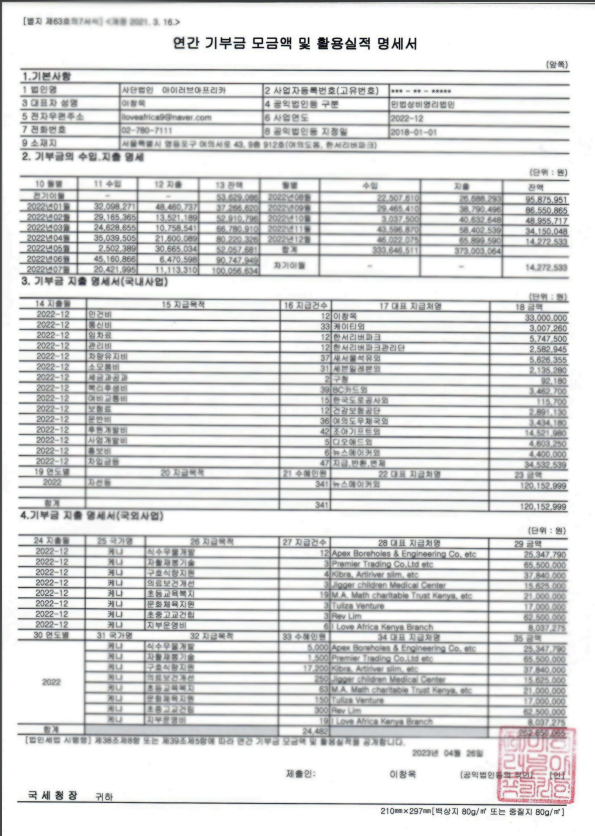 [별지 제63호의7서식] <개정 2021. 3. 16.>
연간 기부금 모금액 및 활용실적 명세서
(앞쪽)
1.기본사항
1 법인명 사단법인 아이러브아프리카 2 사업자등록번호(고유번호) *** - ** - *****
3 대표자 성명 이창옥 4 공익법인등 구분 민법상비영리법인
5 전자우편주소 iloveafrica9@naver.com 6 사업연도 2022-12
7 전화번호 02-780-7111 8 공익법인등 지정일 2018-01-01
9 소재지 서울특별시 영등포구 여의서로 43, 9층 912호(여의도동, 한서리버파크)
2. 기부금의 수입.지출 명세
(단위 : 원)
10 월별 11 수입 12 지출 13 잔액 월별 수입 지출 잔액
전기이월 – – 53,629,086 2022년08월 22,507,610 26,688,293 95,875,951
2022년01월 32,098,271 48,460,737 37,266,620 2022년09월 29,465,410 38,790,496 86,550,865
2022년02월 29,165,365 13,521,189 52,910,796 2022년10월 3,037,500 40,632,648 48,955,717
2022년03월 24,628,655 10,758,541 66,780,910 2022년11월 43,596,870 58,402,539 34,150,048
2022년04월 35,039,505 21,600,089 80,220,326 2022년12월 46,022,075 65,899,590 14,272,533
2022년05월 2,502,389 30,665,034 52,057,681 합계 333,646,511 373,003,064
2022년06월 45,160,866 6,470,598 90,747,949 차기이월 – – 14,272,533
2022년07월 20,421,995 11,113,310 100,056,634
3. 기부금 지출 명세서(국내사업)
(단위 : 원)
14 지출월 15 지급목적 16 지급건수 17 대표 지급처명 18 금액
2022-12 인건비 12 이창옥 33,000,000
2022-12 통신비 33 케이티외 3,007,260
2022-12 임차료 12 한서리버파크 5,747,500
2022-12 관리비 12 한서리버파크관리단 2,582,945
2022-12 차량유지비 37 새서울석유외 5,626,355
2022-12 소모품비 31 세븐일레븐외 2,135,280
2022-12 세금과공과 2 구청 92,180
2022-12 복리후생비 39 BC카드외 3,462,700
2022-12 여비교통비 15 한국도로공사외 115,700
2022-12 보험료 12 건강보험공단 2,891,130
2022-12 운반비 36 여의도우체국외 3,434,180
2022-12 후원개발비 42 조아기프트외 14,521,980
2022-12 사업개발비 5 디오애드외 4,603,250
2022-12 홍보비 6 뉴스메이커외 4,400,000
2022-12 차입금등 47 지급,반환,변제 34,532,539
19 연도별 20 지급목적 21 수혜인원 22 대표 지급처명 23 금액
2022 자선등 341 뉴스메이커외 120,152,999
합계 341 120,152,999
4.기부금 지출 명세서(국외사업)
(단위 : 원)
24 지출월 25 국가명 26 지급목적 27 지급건수 28 대표 지급처명 29 금액
2022-12 케냐 식수우물개발 12 Apex Boreholes & Engineering Co, etc 25,347,790
2022-12 케냐 자활재봉기술 3 Premier Trading Co,Ltd etc 65,500,000
2022-12 케냐 구호식량지원 4 Kibra, Artiriver slim, etc 37,840,000
2022-12 케냐 의료보건개선 3 Jigger children Medical Center 15,625,000
2022-12 케냐 초등교육복지 19 M.A. Math charitable Trust Kenya, etc 21,000,000
2022-12 케냐 문화체육지원 3 Tuliza Venture 17,000,000
2022-12 케냐 초중고교건립 3 Rev Lim 62,500,000
2022-12 케냐 지부운영비 6 I Love Africa Kenya Branch 8,037,275
30 연도별 31 국가명 32 지급목적 33 수혜인원 34 대표 지급처명 35 금액
2022 케냐 식수우물개발 5,000 Apex Boreholes & Engineering Co, etc 25,347,790
케냐 자활재봉기술 1,500 Premier Trading Co,Ltd etc 65,500,000
케냐 구호식량지원 17,200 Kibra, Artiriver slim, etc 37,840,000
케냐 의료보건개선 250 Jigger children Medical Center 15,625,000
케냐 초등교육복지 63 M.A. Math charitable Trust Kenya, etc 21,000,000
케냐 문화체육지원 150 Tuliza Venture 17,000,000
케냐 초중고교건립 300 Rev Lim 62,500,000
케냐 지부운영비 19 I Love Africa Kenya Branch 8,037,275
합계 24,482
[법인세법 시행령] 제38조제8항 또는 제39조제5항에 따라 연간 기부금 모금액 및 활용실적을 공개합니다.
2023년 04월 26일
제출인: 이창옥 (공익법인등의 직인) [인]
국세청장 귀하
210㎜×297㎜[백상지 80g/㎡ 또는 중질지 80g/㎡]